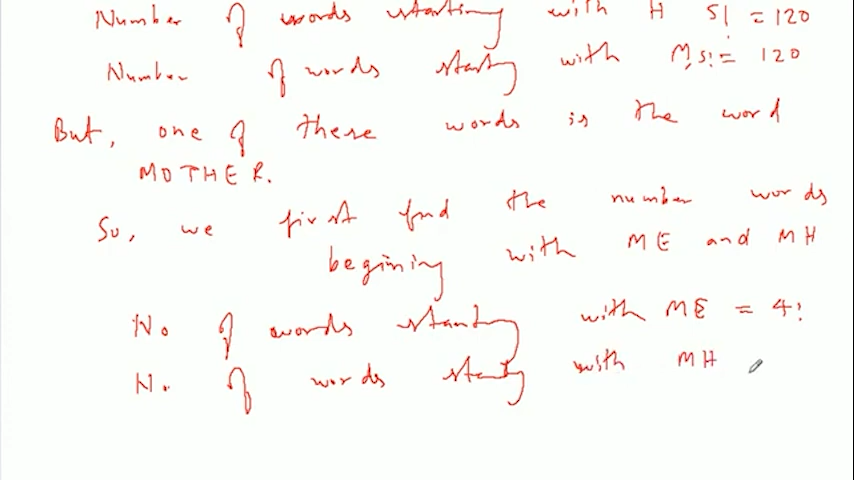 Number of words starting with H 5! = 120
Number of words starting with M, 5! = 120
But, one of these words is the word
MOTHER.
So, we first find the number words
begining with ME and MH
No of words starting with ME = 4!
No. of words starting with MH